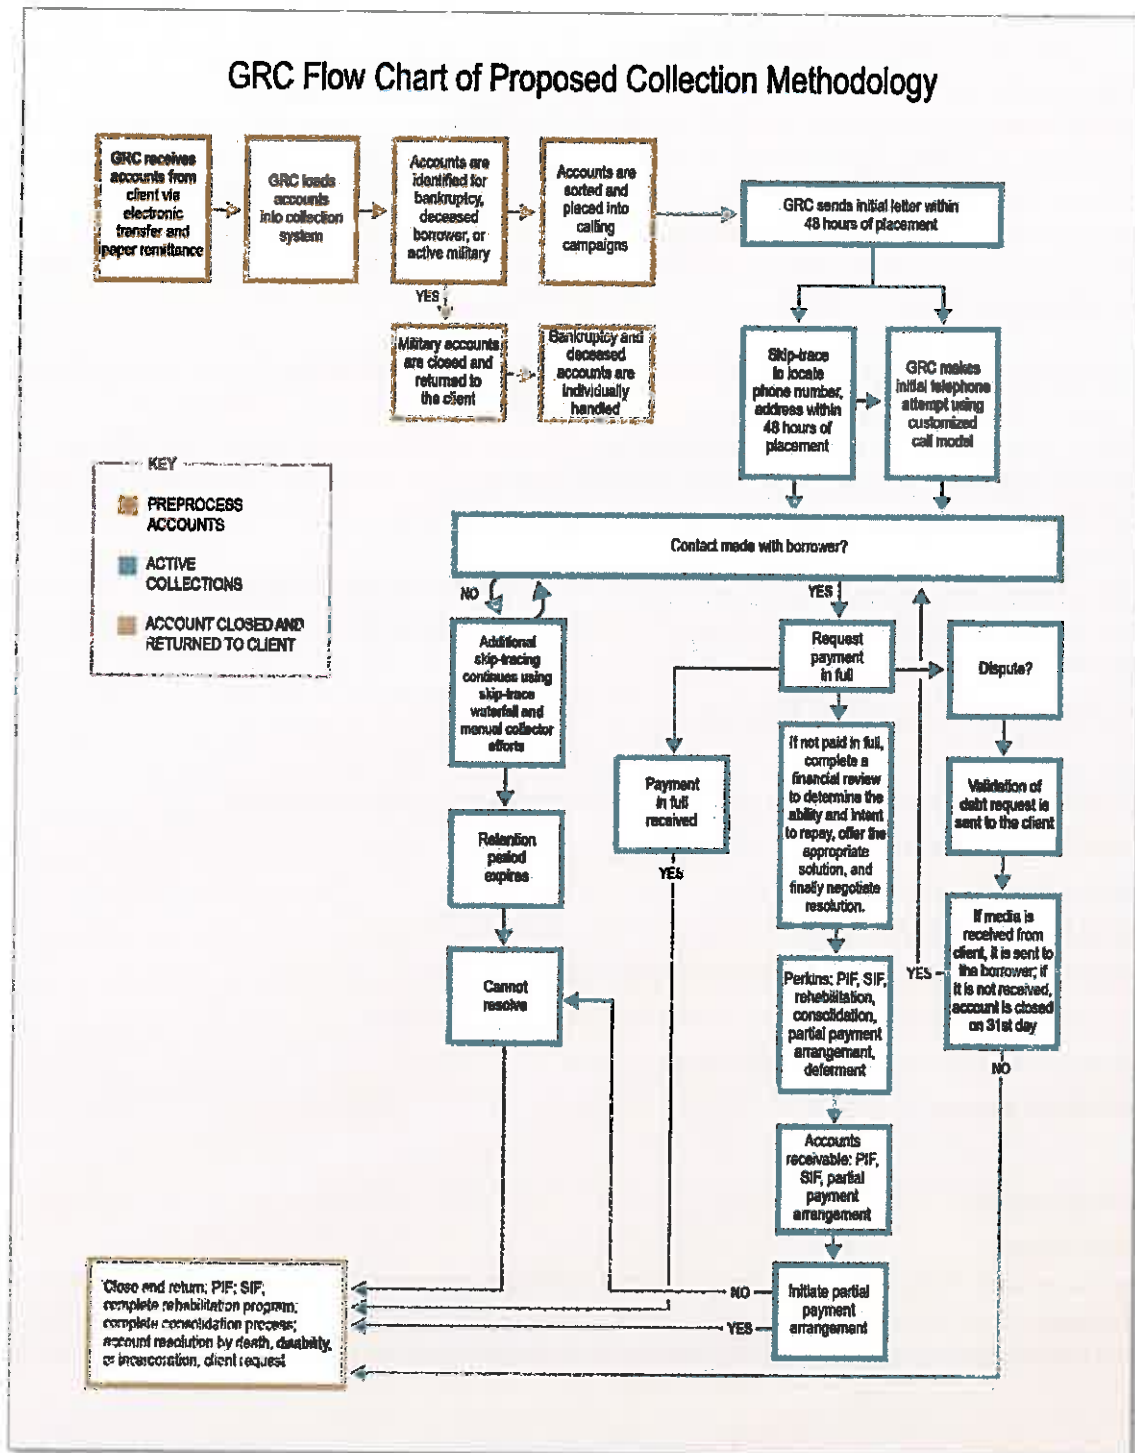 GRC Flow Chart of Proposed Collection Methodology
GRC receives
accounts from
client via
electronic
transfer and
paper remittance
GRC loads
accounts
into collection
system
Accounts are
identified for
bankruptcy,
deceased
borrower, or
active military
Accounts are
sorted and
placed into
calling
campaigns
GRC sends initial letter within
48 hours of placement
YES
Military accounts
are closed and
returned to
the client
Bankruptcy and
deceased
accounts are
individually
handled
Skip-trace
to locate
phone number,
address within
48 hours of
placement
GRC makes
initial telephone
attempt using
customized
call model
KEY
PREPROCESS
ACCOUNTS
ACTIVE
COLLECTIONS
ACCOUNT CLOSED AND
RETURNED TO CLIENT
Contact made with borrower?
NO
YES
Additional
skip-tracing
continues using
skip-trace
waterfall and
manual collector
efforts
Request
payment
in full
Dispute?
Payment
in full
received
YES
If not paid in full,
complete a
financial review
to determine the
ability and intent
to repay, offer the
appropriate
solution, and
finally negotiate
resolution.
Validation of
debt request is
sent to the client
Retention
period
expires
If media is
received from
client, it is sent to
the borrower; if
it is not received,
account is closed
on 31st day
YES
NO
Cannot
resolve
Perkins: PIF, SIF,
rehabilitation,
consolidation,
partial payment
arrangement,
deferment
Accounts
receivable: PIF,
SIF, partial
payment
arrangement
Initiate partial
payment
arrangement
NO
YES
Close and return; PIF; SIF;
complete rehabilitation program;
complete consolidation process;
account resolution by death, disability,
or incarceration, client request